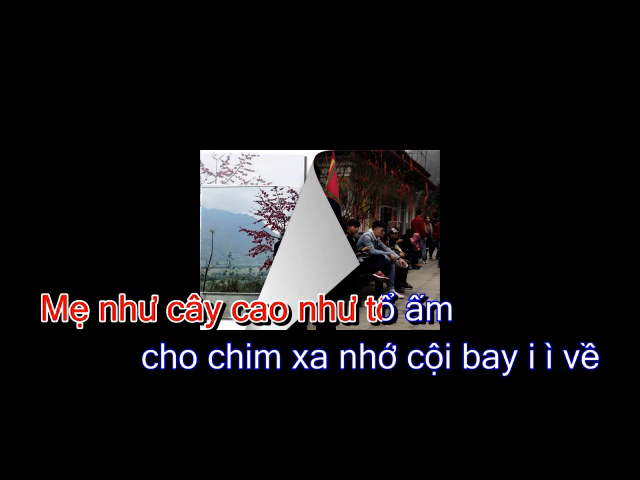 Mẹ như cây cao như tổ ấm
cho chim xa nhớ cội bay i ì về